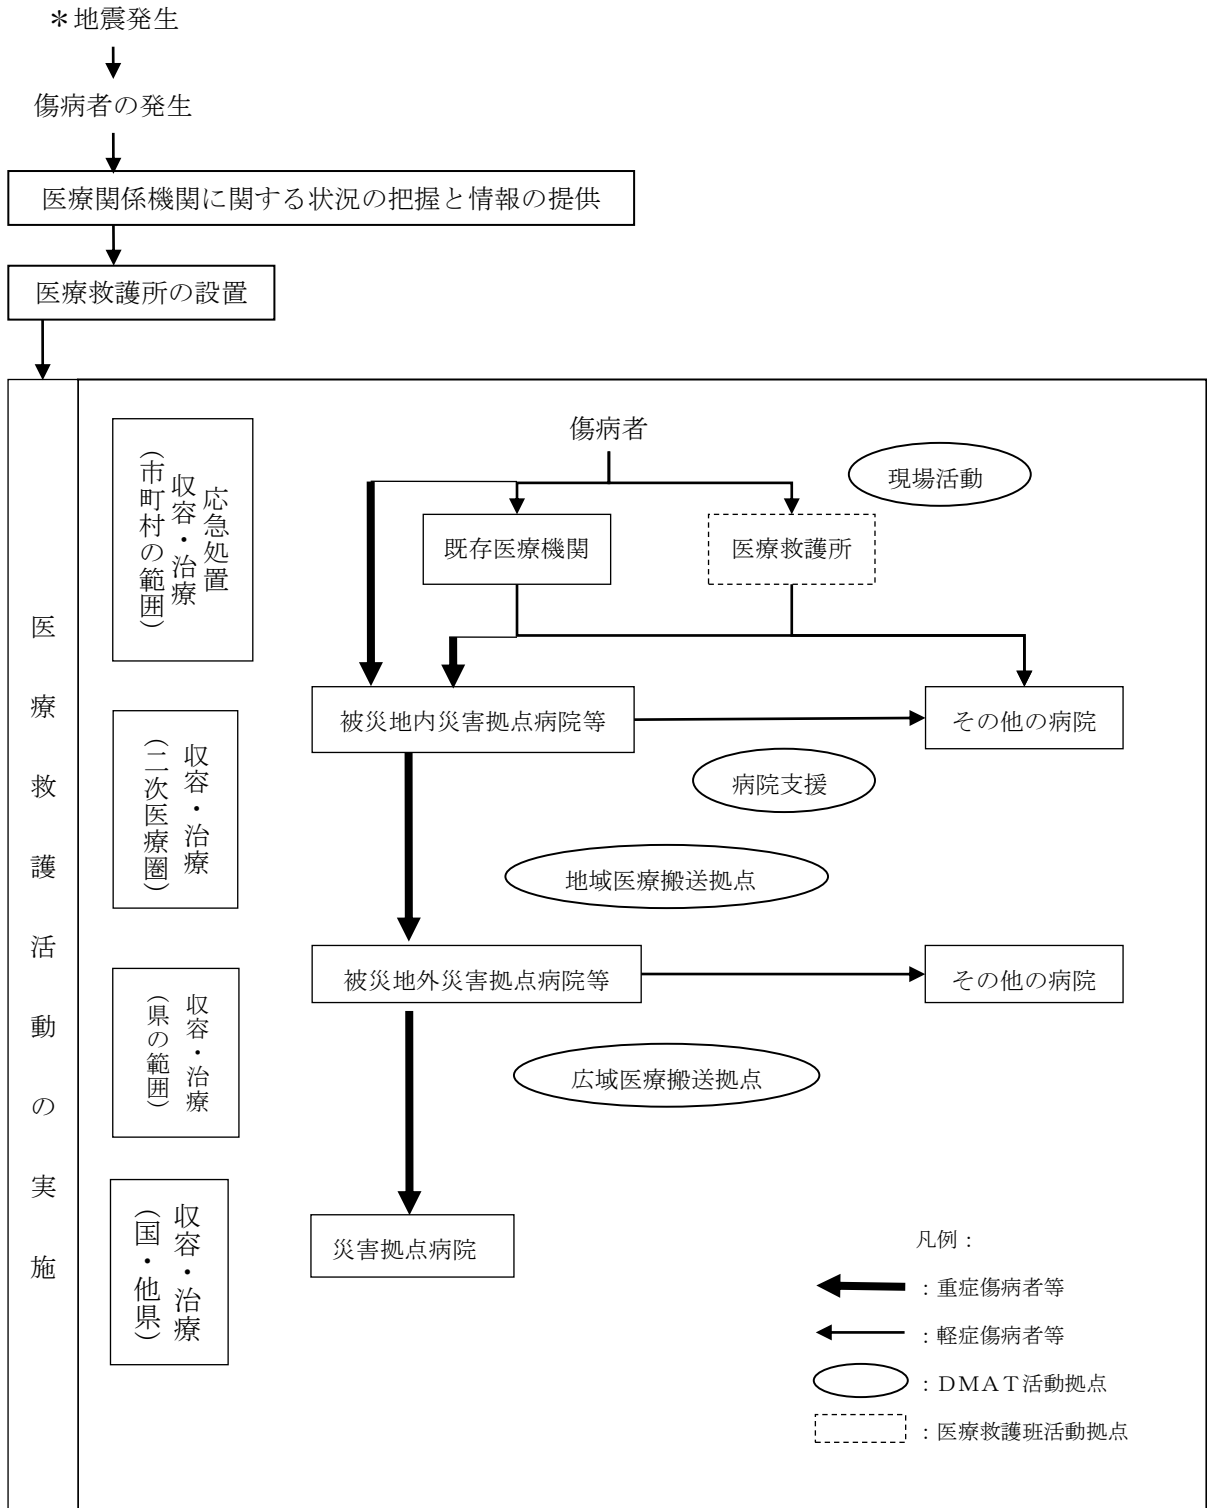 ＊地震発生
傷病者の発生
医療関係機関に関する状況の把握と情報の提供
医療救護所の設置
医療救護活動の実施
応急処置
収容・治療
（市町村の範囲）
傷病者
現場活動
既存医療機関
医療救護所
収容・治療
（二次医療圏）
被災地内災害拠点病院等
その他の病院
病院支援
地域医療搬送拠点
収容・治療
（県の範囲）
被災地外災害拠点病院等
その他の病院
広域医療搬送拠点
収容・治療
（国・他県）
災害拠点病院
凡例：
：重症傷病者等
：軽症傷病者等
：ＤＭＡＴ活動拠点
：医療救護班活動拠点